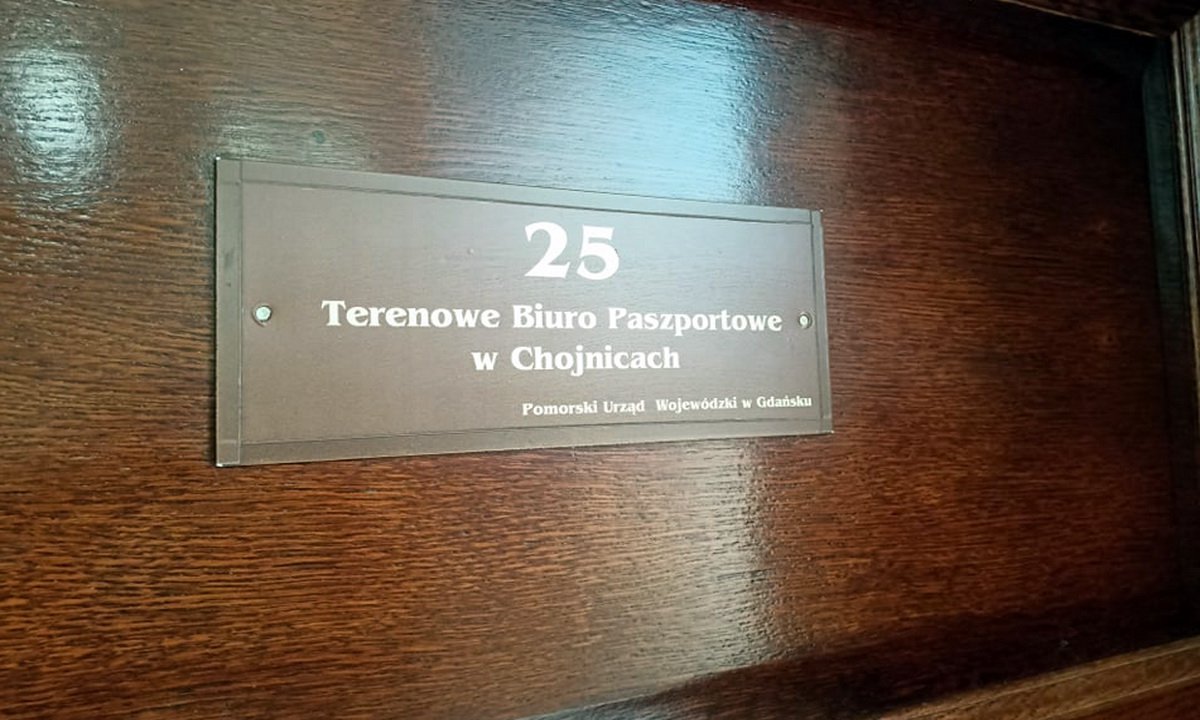 25
Terenowe Biuro Paszportowe
w Chojnicach
Pomorski Urząd Wojewódzki w Gdańsku